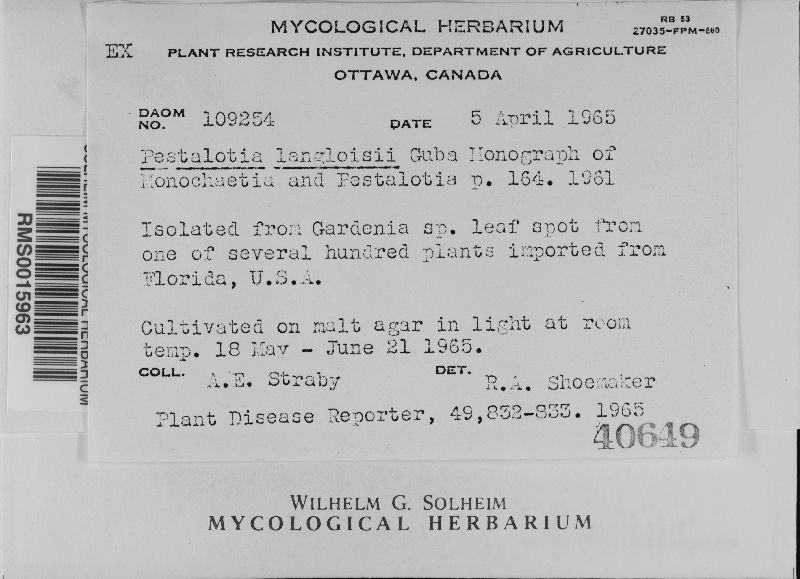 MYCOLOGICAL HERBARIUM
RB 53
27035-FPM-260
EX PLANT RESEARCH INSTITUTE, DEPARTMENT OF AGRICULTURE
OTTAWA, CANADA
DAOM NO. 109254 DATE 5 April 1965
Pestalotia langloisii Guba Monograph of
Monochaetia and Pestalotia p. 164. 1961
Isolated from Gardenia sp. leaf spot from
one of several hundred plants imported from
Florida, U.S.A.
Cultivated on malt agar in light at room
temp. 18 May - June 21 1965.
COLL. A.E. Straby DET. R.A. Shoemaker
Plant Disease Reporter, 49,832-833. 1965
40649
RMS0015963
WILHELM G. SOLHEIM
MYCOLOGICAL HERBARIUM